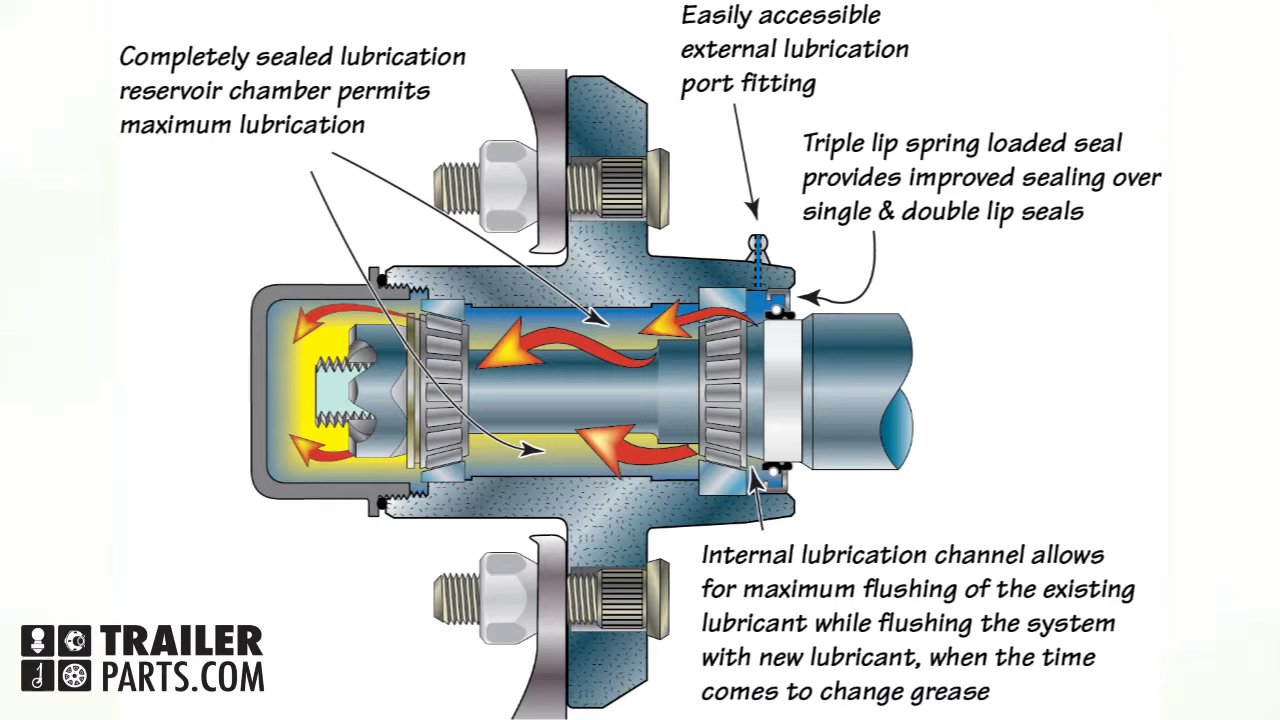 Completely sealed lubrication
reservoir chamber permits
maximum lubrication
Easily accessible
external lubrication
port fitting
Triple lip spring loaded seal
provides improved sealing over
single & double lip seals
Internal lubrication channel allows
for maximum flushing of the existing
lubricant while flushing the system
with new lubricant, when the time
comes to change grease
TRAILER
PARTS.COM